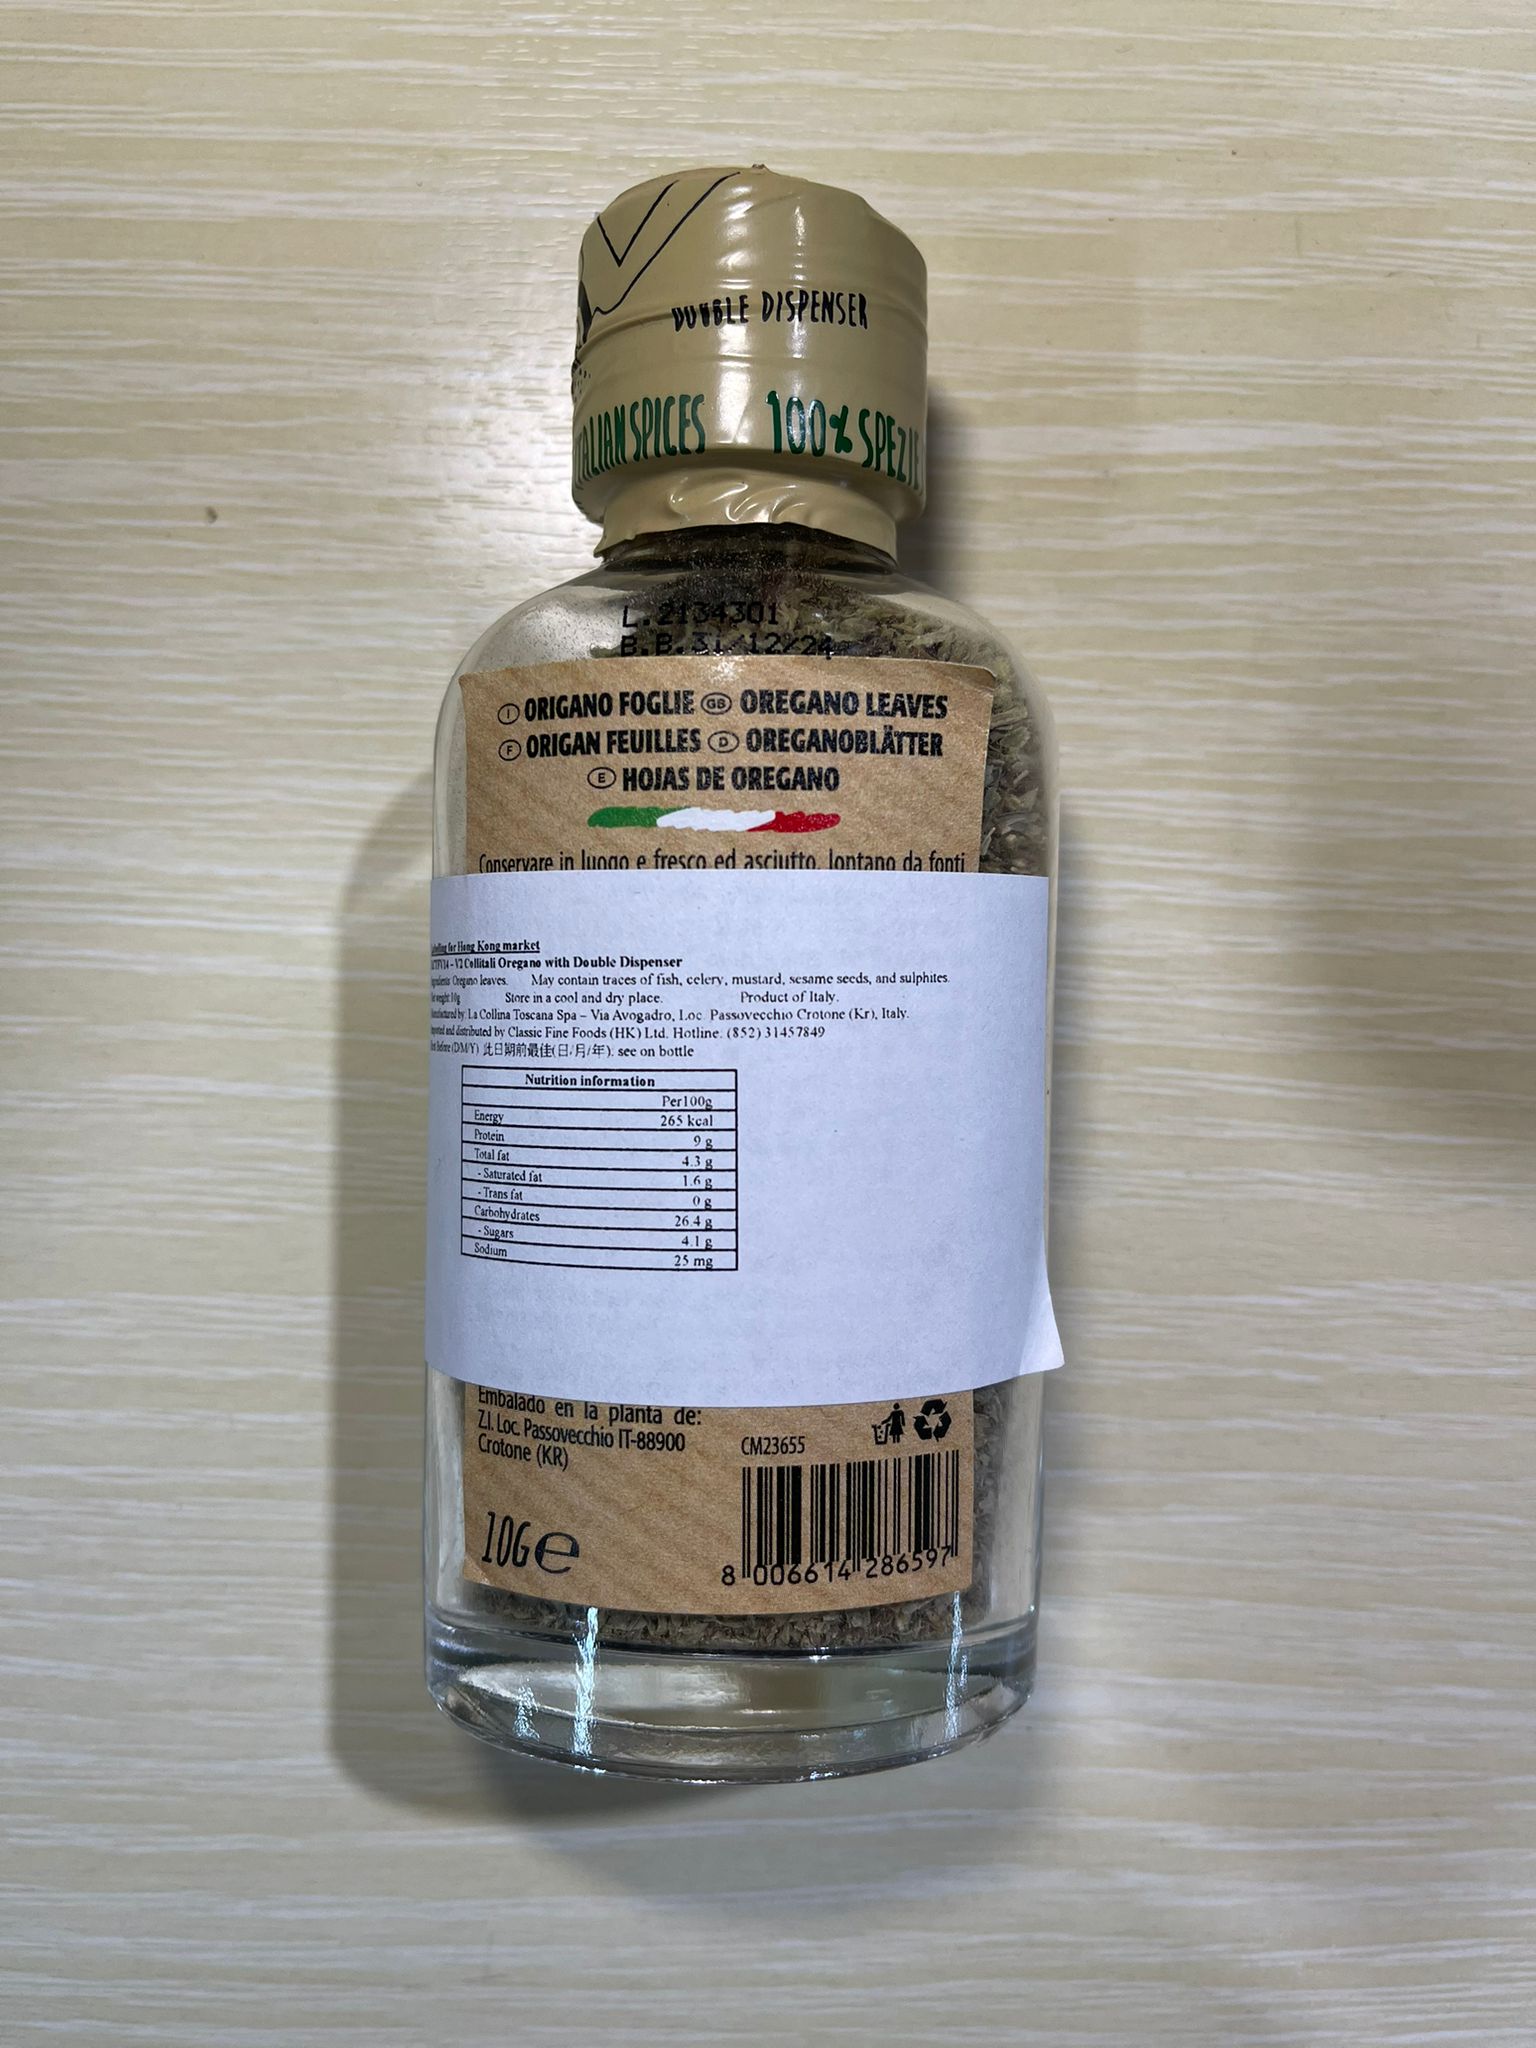 DOUBLE DISPENSER
ITALIAN SPICES 100% SPEZIE
L.2134301
B.B.31/12/24
I ORIGANO FOGLIE GB OREGANO LEAVES
F ORIGAN FEUILLES D OREGANOBLÄTTER
E HOJAS DE OREGANO
Conservare in luogo e fresco ed asciutto, lontano da fonti
for Hong Kong market
- V2 Collitali Oregano with Double Dispenser
Oregano leaves. May contain traces of fish, celery, mustard, sesame seeds, and sulphites.
weight 10g Store in a cool and dry place. Product of Italy.
by: La Collina Toscana Spa – Via Avogadro, Loc. Passovecchio Crotone (Kr), Italy.
and distributed by Classic Fine Foods (HK) Ltd. Hotline: (852) 31457849
Before (D/M/Y) 此日期前最佳(日/月/年): see on bottle
Nutrition information
Per100g
Energy 265 kcal
Protein 9 g
Total fat 4.3 g
- Saturated fat 1.6 g
- Trans fat 0 g
Carbohydrates 26.4 g
- Sugars 4.1 g
Sodium 25 mg
Embalado en la planta de:
Z.I. Loc. Passovecchio IT-88900
Crotone (KR)
CM23655
10G e
8 006614 286597